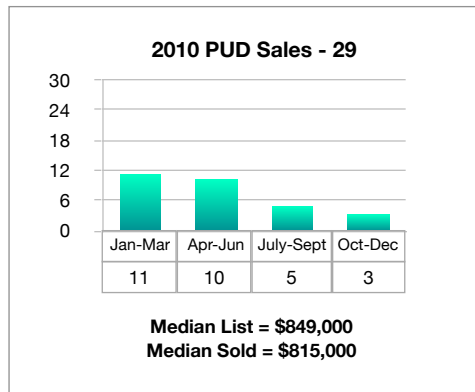 2010 PUD Sales - 29
30
24
18
12
6
0
Jan-Mar Apr-Jun July-Sept Oct-Dec
11 10 5 3
Median List = $849,000
Median Sold = $815,000